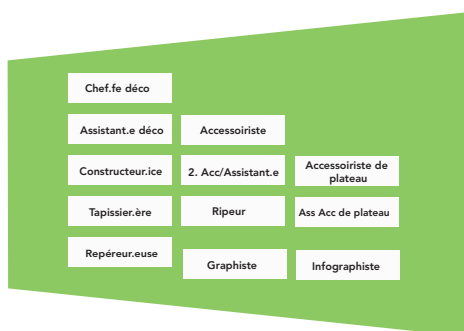 Chef.fe déco
Assistant.e déco
Accessoiriste
Constructeur.ice
2. Acc/Assistant.e
Accessoiriste de
plateau
Tapissier.ère
Ripeur
Ass Acc de plateau
Repéreur.euse
Graphiste
Infographiste